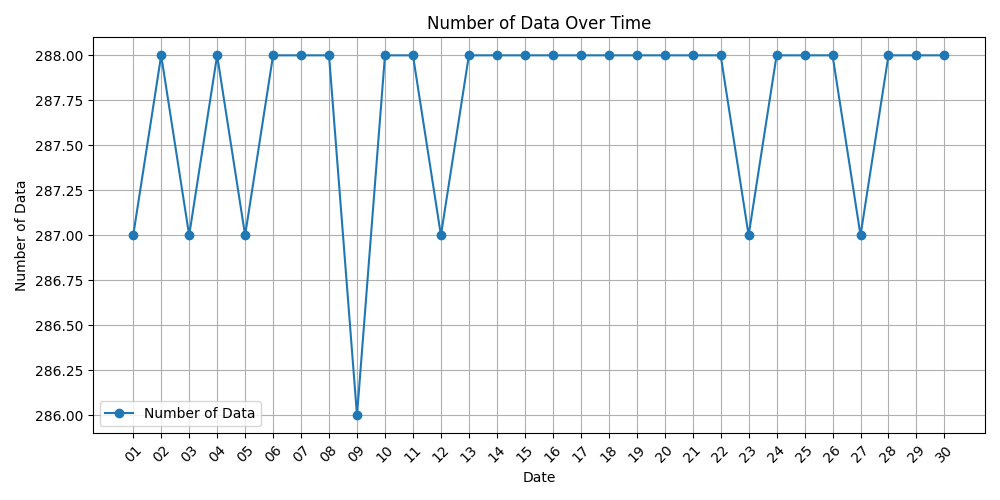 Number of Data Over Time
Number of Data
288.00
287.75
287.50
287.25
287.00
286.75
286.50
286.25
286.00
Number of Data
01 02 03 04 05 06 07 08 09 10 11 12 13 14 15 16 17 18 19 20 21 22 23 24 25 26 27 28 29 30
Date